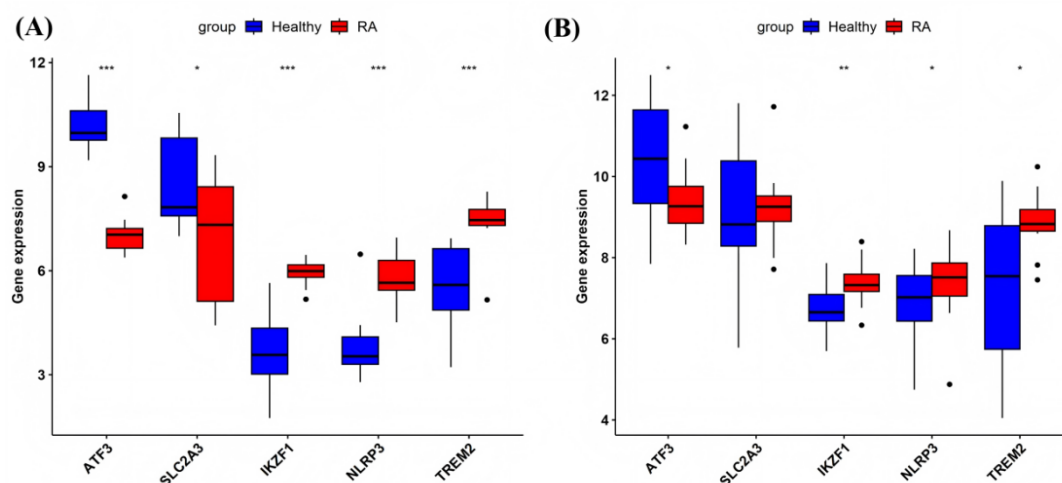 (A)
group Healthy RA
*** * *** *** ***
12
9
6
3
Gene expression
ATF3 SLC2A3 IKZF1 NLRP3 TREM2
(B)
group Healthy RA
* ** * *
12
10
8
6
4
Gene expression
ATF3 SLC2A3 IKZF1 NLRP3 TREM2